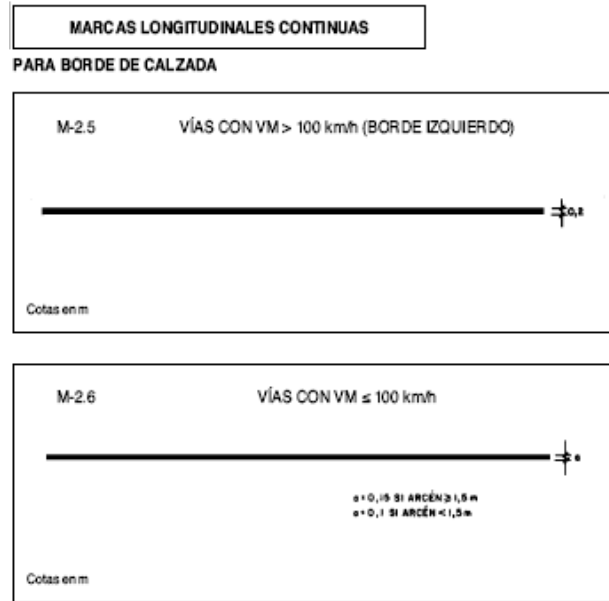 MARCAS LONGITUDINALES CONTINUAS
PARA BORDE DE CALZADA
M-2.5 VÍAS CON VM > 100 km/h (BORDE IZQUIERDO)
0,2
Cotas en m
M-2.6 VÍAS CON VM ≤ 100 km/h
a
a=0,15 SI ARCÉN ≥ 1,5 m
a=0,1 SI ARCÉN < 1,5 m
Cotas en m